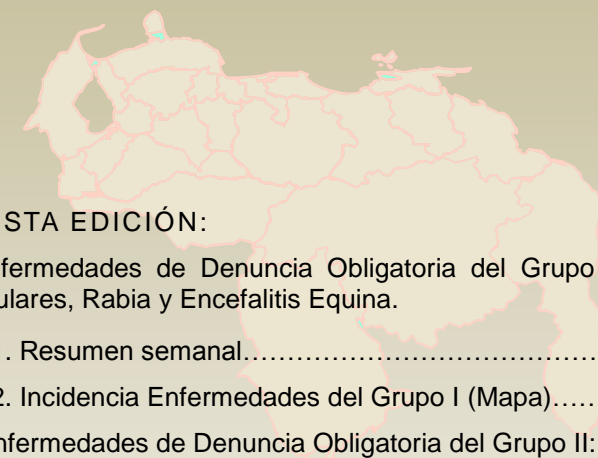 STA EDICIÓN:
fermedades de Denuncia Obligatoria del Grupo
ulares, Rabia y Encefalitis Equina.
. Resumen semanal……………………………………
2. Incidencia Enfermedades del Grupo I (Mapa)……
nfermedades de Denuncia Obligatoria del Grupo II: